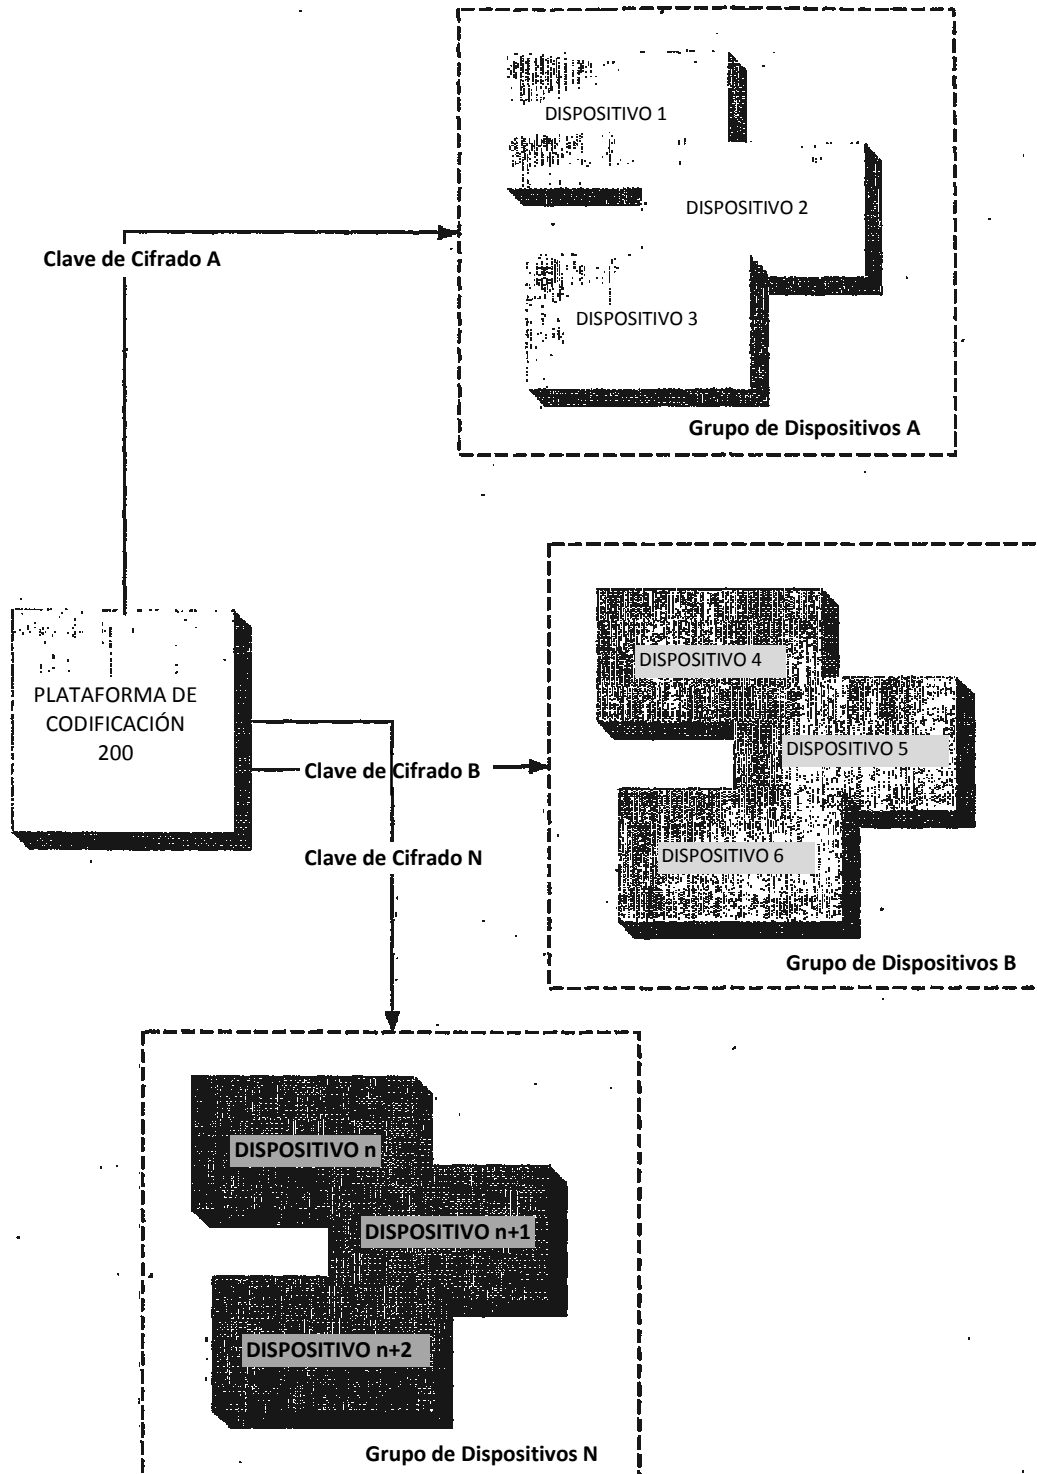 DISPOSITIVO 1
DISPOSITIVO 2
Clave de Cifrado A
DISPOSITIVO 3
Grupo de Dispositivos A
PLATAFORMA DE
CODIFICACIÓN
200
DISPOSITIVO 4
DISPOSITIVO 5
Clave de Cifrado B
Clave de Cifrado N
DISPOSITIVO 6
Grupo de Dispositivos B
DISPOSITIVO n
DISPOSITIVO n+1
DISPOSITIVO n+2
Grupo de Dispositivos N